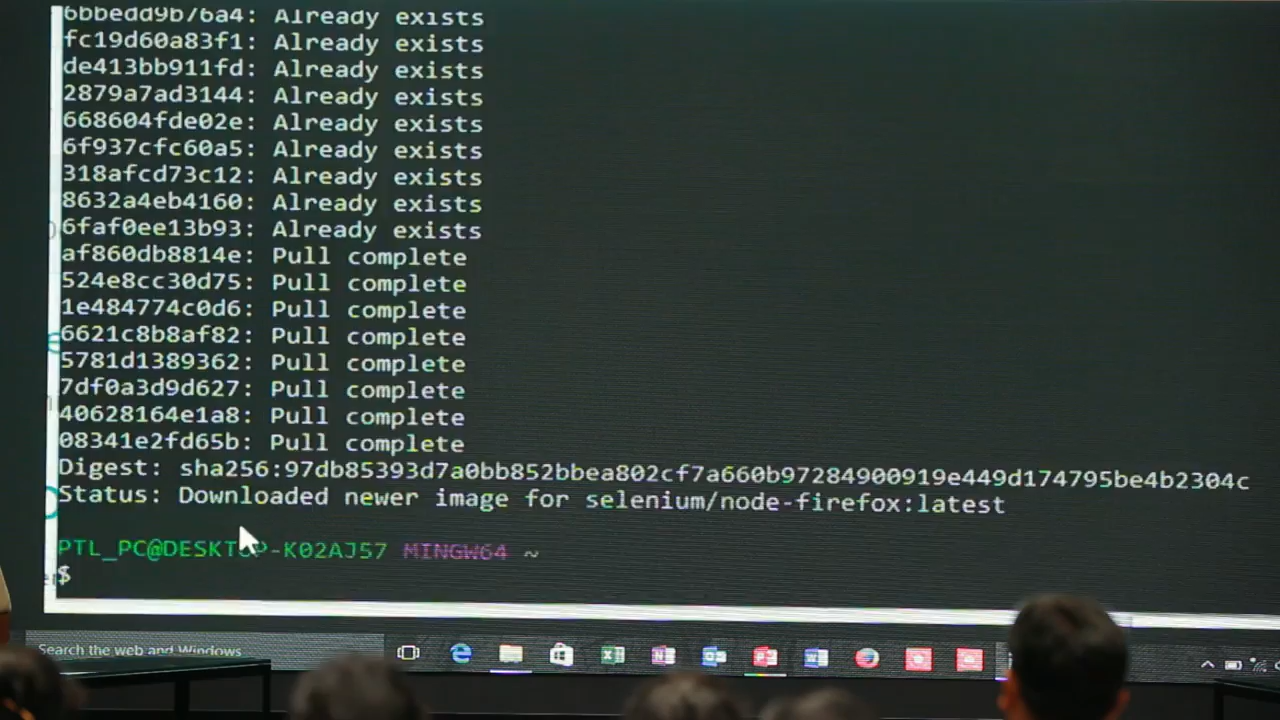 6bbedd9b76a4: Already exists
fc19d60a83f1: Already exists
de413bb911fd: Already exists
2879a7ad3144: Already exists
668604fde02e: Already exists
6f937cfc60a5: Already exists
318afcd73c12: Already exists
8632a4eb4160: Already exists
6faf0ee13b93: Already exists
af860db8814e: Pull complete
524e8cc30d75: Pull complete
1e484774c0d6: Pull complete
6621c8b8af82: Pull complete
5781d1389362: Pull complete
7df0a3d9d627: Pull complete
40628164e1a8: Pull complete
08341e2fd65b: Pull complete
Digest: sha256:97db85393d7a0bb852bbea802cf7a660b97284900919e449d174795be4b2304c
Status: Downloaded newer image for selenium/node-firefox:latest
PTL_PC@DESKTOP-K02AJ57 MINGW64 ~
$
Search the web and Windows